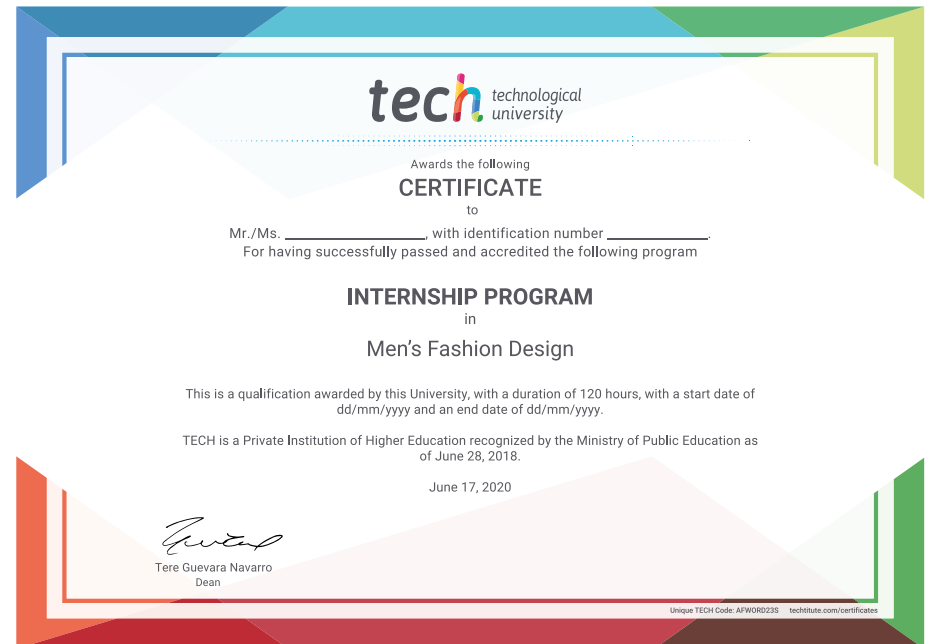 tech technological
university
Awards the following
CERTIFICATE
to
Mr./Ms. ____________________, with identification number ______________.
For having successfully passed and accredited the following program
INTERNSHIP PROGRAM
in
Men's Fashion Design
This is a qualification awarded by this University, with a duration of 120 hours, with a start date of
dd/mm/yyyy and an end date of dd/mm/yyyy.
TECH is a Private Institution of Higher Education recognized by the Ministry of Public Education as
of June 28, 2018.
June 17, 2020
Tere Guevara Navarro
Dean
Unique TECH Code: AFWORD23S techtitute.com/certificates